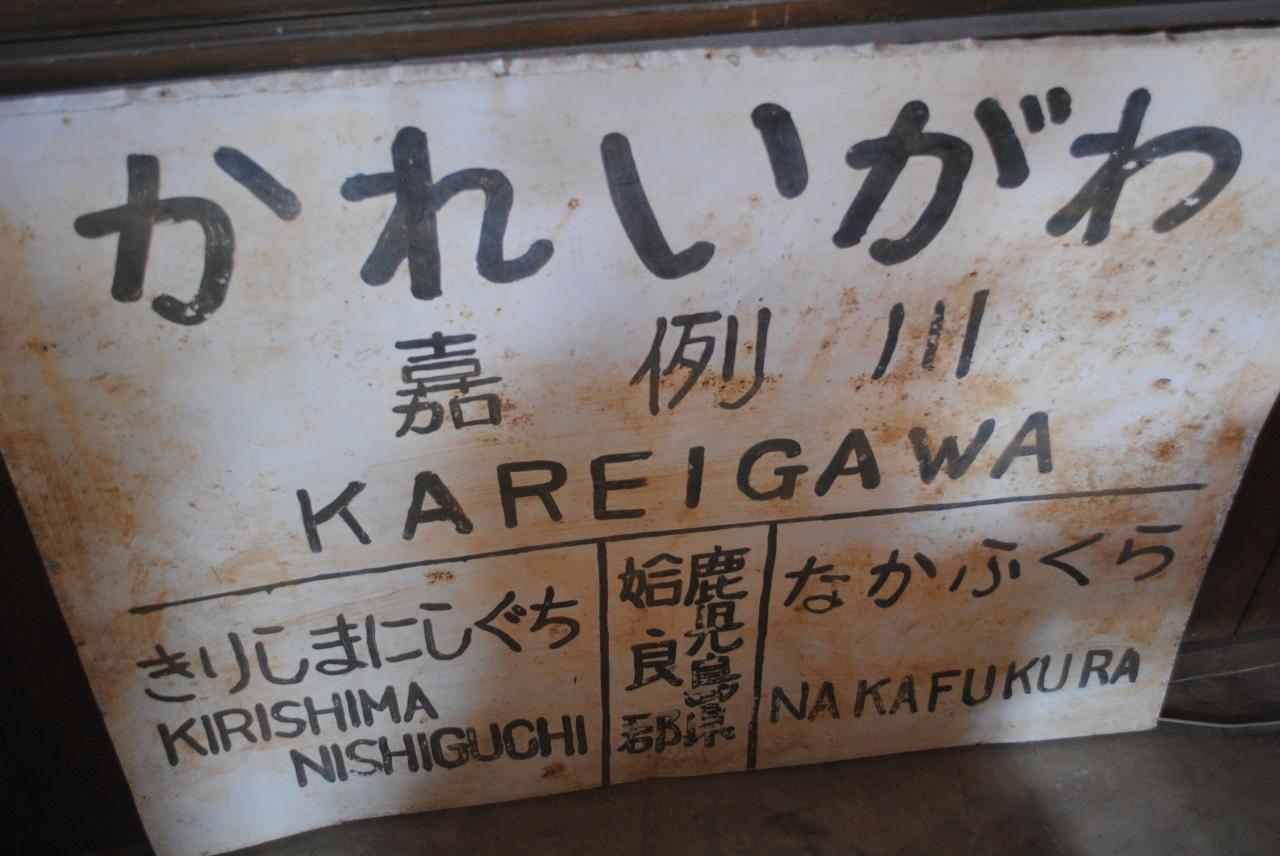 かれいがわ
嘉例川
KAREIGAWA
きりしまにしぐち
KIRISHIMA
NISHIGUCHI
鹿児島県
姶良郡
なかふくら
NAKAFUKURA